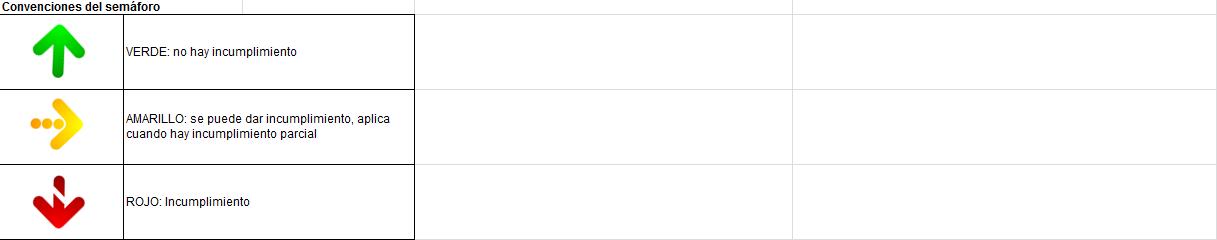 Convenciones del semáforo
VERDE: no hay incumplimiento
AMARILLO: se puede dar incumplimiento, aplica
cuando hay incumplimiento parcial
ROJO: Incumplimiento